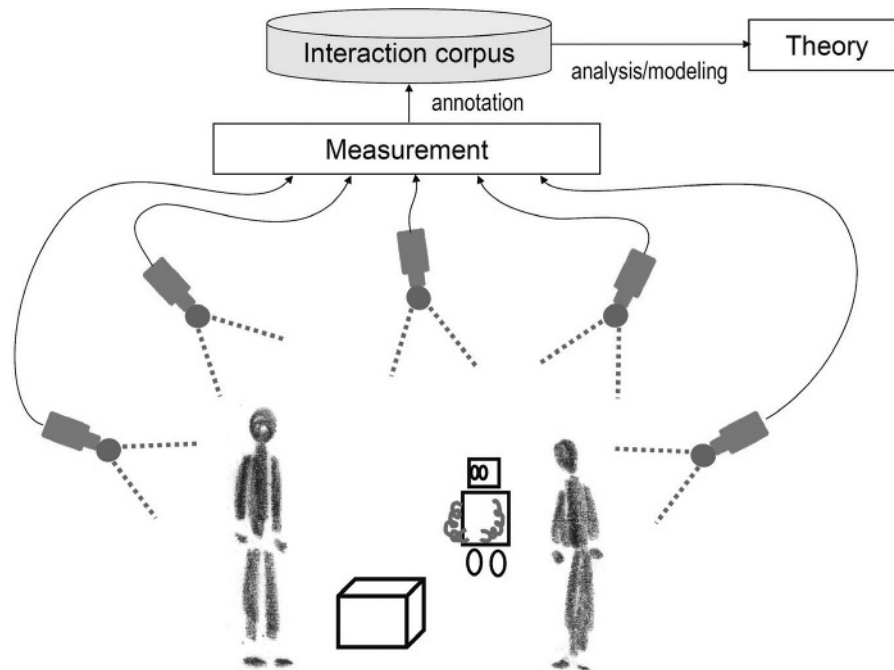 Interaction corpus
Theory
analysis/modeling
annotation
Measurement